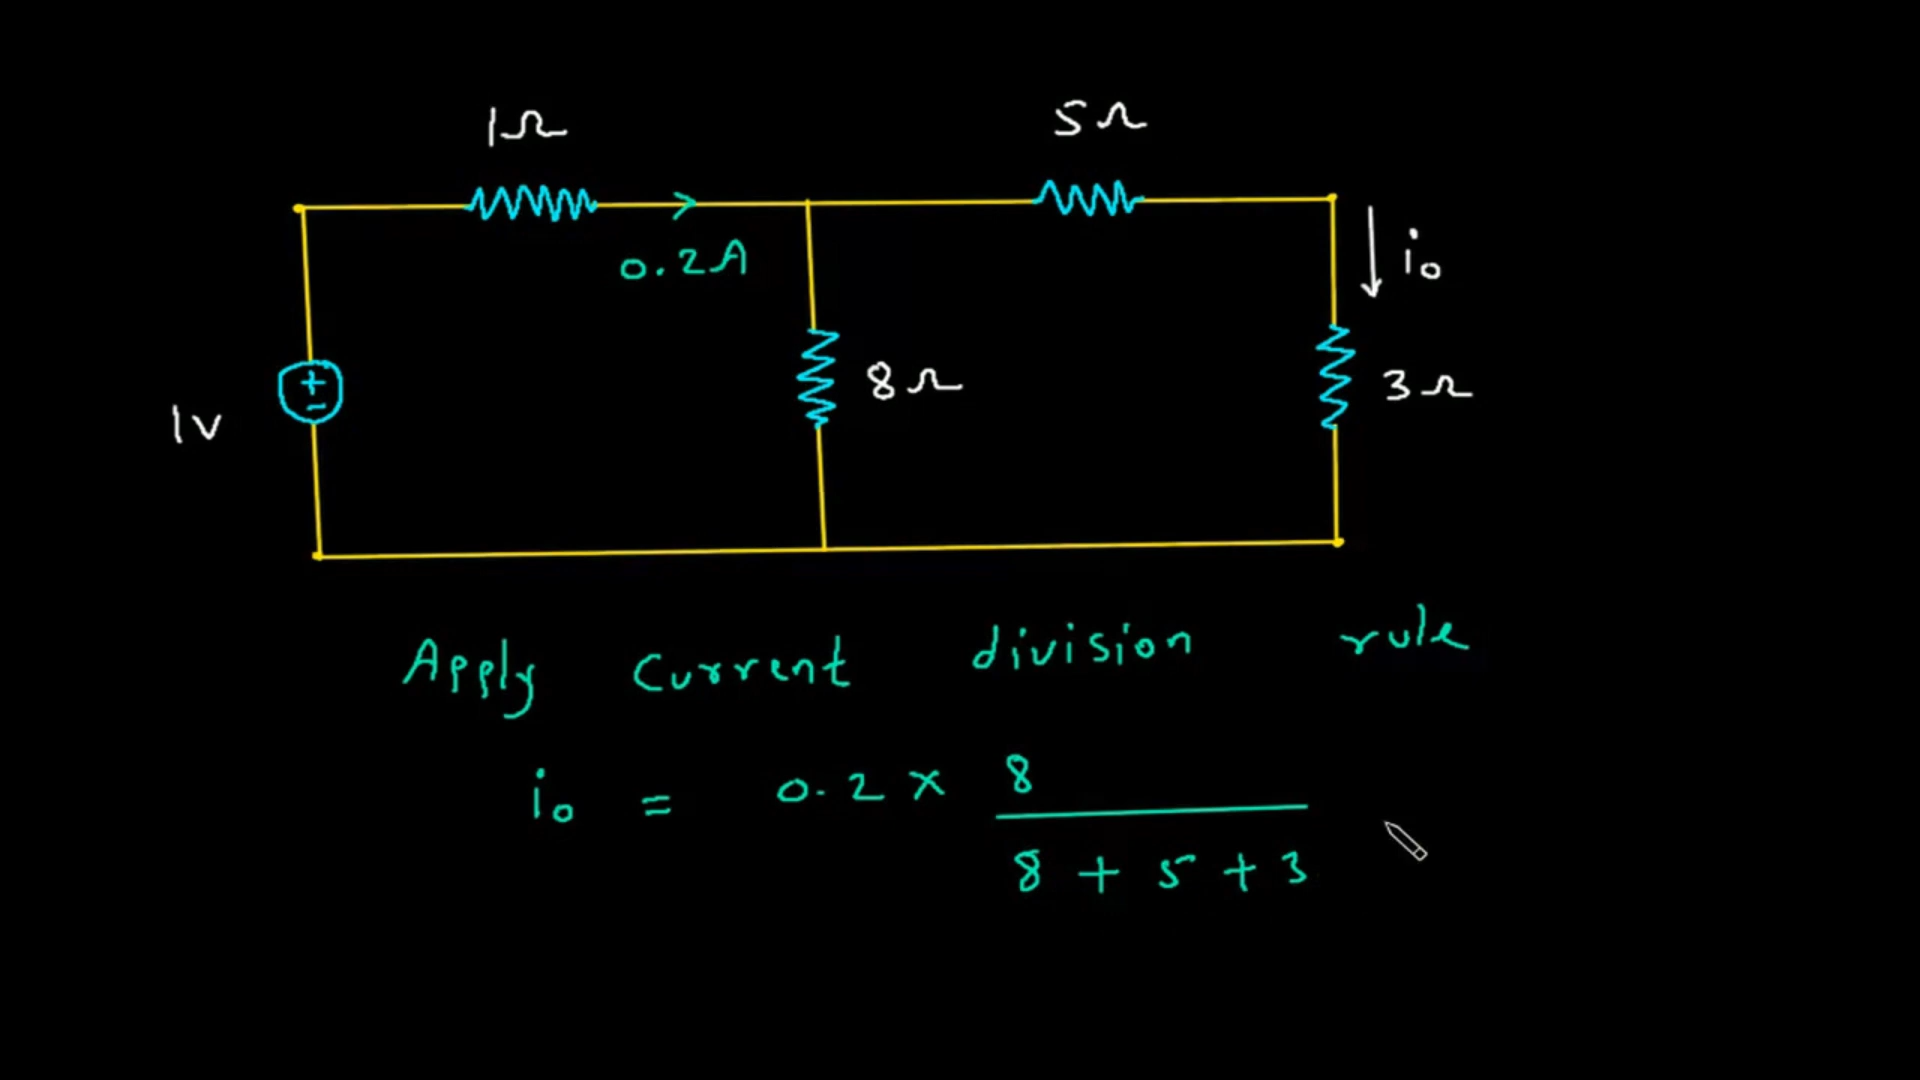 1Ω 5Ω
0.2A i₀
+
−
8Ω 3Ω
1v
Apply Current division rule
i₀ = 0.2 × 8
8 + 5 + 3